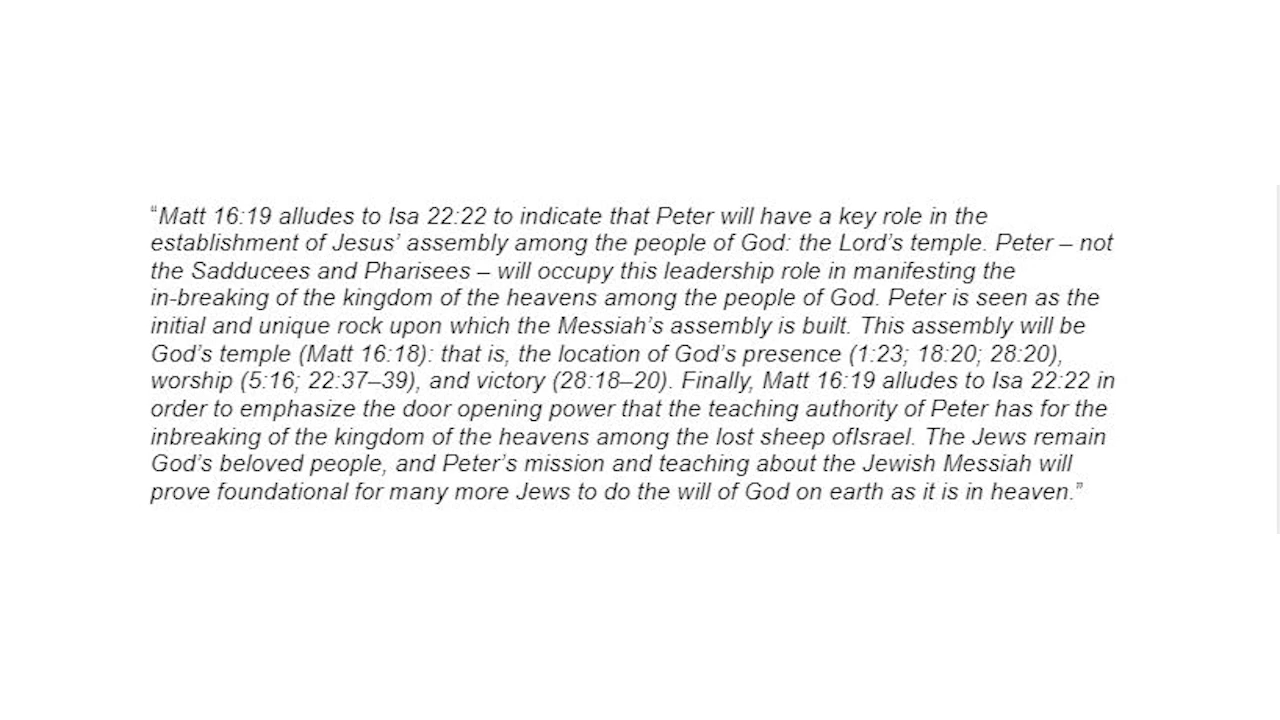 “Matt 16:19 alludes to Isa 22:22 to indicate that Peter will have a key role in the
establishment of Jesus’ assembly among the people of God: the Lord’s temple. Peter – not
the Sadducees and Pharisees – will occupy this leadership role in manifesting the
in-breaking of the kingdom of the heavens among the people of God. Peter is seen as the
initial and unique rock upon which the Messiah’s assembly is built. This assembly will be
God’s temple (Matt 16:18): that is, the location of God’s presence (1:23; 18:20; 28:20),
worship (5:16; 22:37–39), and victory (28:18–20). Finally, Matt 16:19 alludes to Isa 22:22 in
order to emphasize the door opening power that the teaching authority of Peter has for the
inbreaking of the kingdom of the heavens among the lost sheep ofIsrael. The Jews remain
God’s beloved people, and Peter’s mission and teaching about the Jewish Messiah will
prove foundational for many more Jews to do the will of God on earth as it is in heaven.”